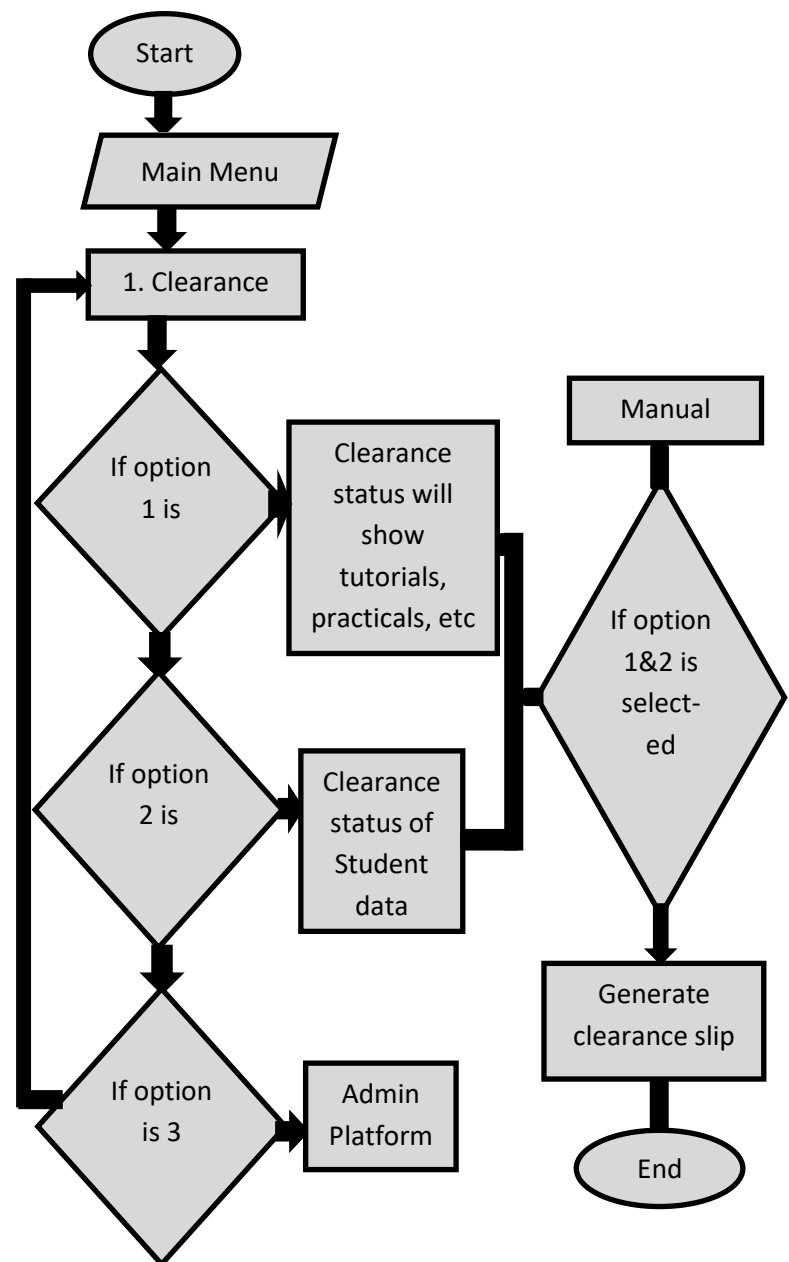 Start
Main Menu
1. Clearance
If option
1 is
Clearance
status will
show
tutorials,
practicals, etc
If option
2 is
Clearance
status of
Student
data
If option
is 3
Admin
Platform
Manual
If option
1&2 is
select-
ed
Generate
clearance slip
End